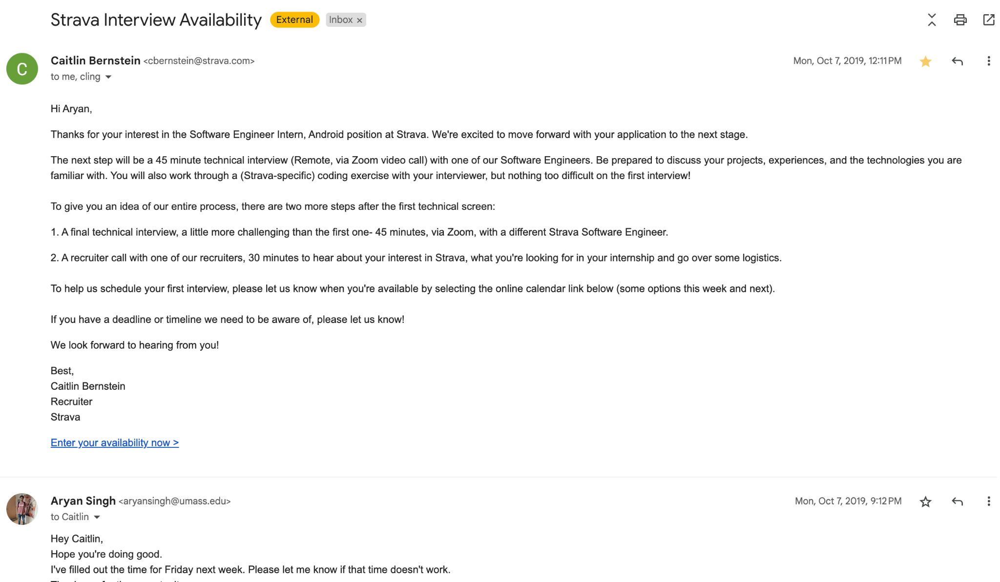 Strava Interview Availability External Inbox ×
C
Caitlin Bernstein <cbernstein@strava.com> Mon, Oct 7, 2019, 12:11 PM
to me, cling
Hi Aryan,
Thanks for your interest in the Software Engineer Intern, Android position at Strava. We're excited to move forward with your application to the next stage.
The next step will be a 45 minute technical interview (Remote, via Zoom video call) with one of our Software Engineers. Be prepared to discuss your projects, experiences, and the technologies you are
familiar with. You will also work through a (Strava-specific) coding exercise with your interviewer, but nothing too difficult on the first interview!
To give you an idea of our entire process, there are two more steps after the first technical screen:
1. A final technical interview, a little more challenging than the first one- 45 minutes, via Zoom, with a different Strava Software Engineer.
2. A recruiter call with one of our recruiters, 30 minutes to hear about your interest in Strava, what you're looking for in your internship and go over some logistics.
To help us schedule your first interview, please let us know when you're available by selecting the online calendar link below (some options this week and next).
If you have a deadline or timeline we need to be aware of, please let us know!
We look forward to hearing from you!
Best,
Caitlin Bernstein
Recruiter
Strava
Enter your availability now >
Aryan Singh <aryansingh@umass.edu> Mon, Oct 7, 2019, 9:12 PM
to Caitlin
Hey Caitlin,
Hope you're doing good.
I've filled out the time for Friday next week. Please let me know if that time doesn't work.